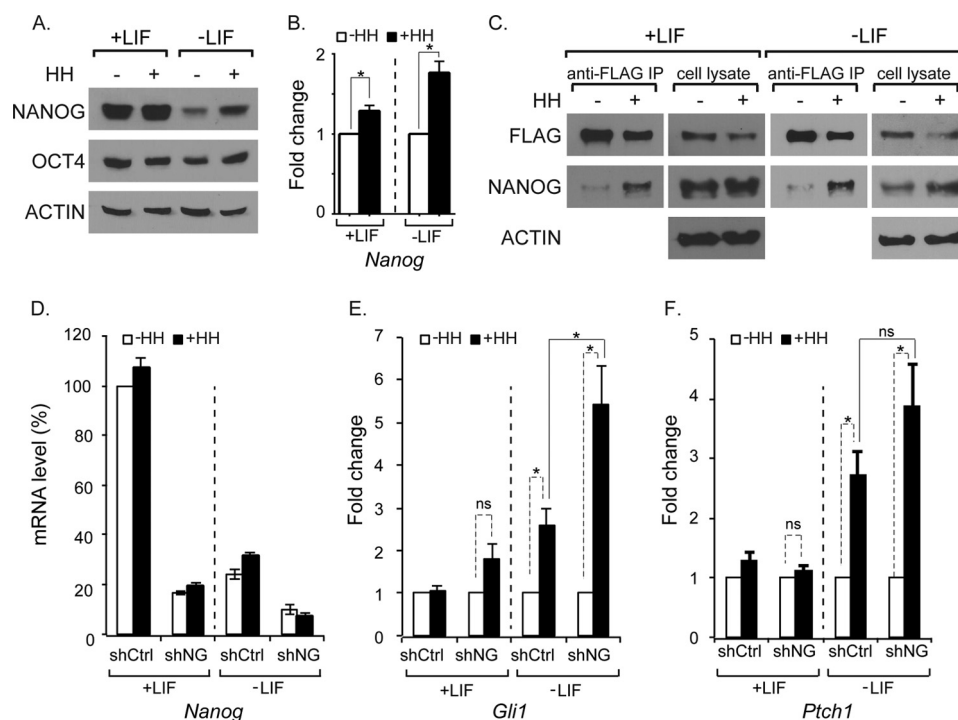 A.
+LIF -LIF
HH - + - +
NANOG
OCT4
ACTIN
B.
-HH +HH
Fold change
2
1
0
* *
+LIF -LIF
Nanog
C.
+LIF -LIF
anti-FLAG IP cell lysate anti-FLAG IP cell lysate
HH - + - + - + - +
FLAG
NANOG
ACTIN
D.
-HH +HH
mRNA level (%)
120
100
80
60
40
20
0
shCtrl shNG shCtrl shNG
+LIF -LIF
Nanog
E.
-HH +HH
Fold change
7
6
5
4
3
2
1
0
*
*
ns *
shCtrl shNG shCtrl shNG
+LIF -LIF
Gli1
F.
-HH +HH
Fold change
5
4
3
2
1
0
ns
*
*
ns
shCtrl shNG shCtrl shNG
+LIF -LIF
Ptch1